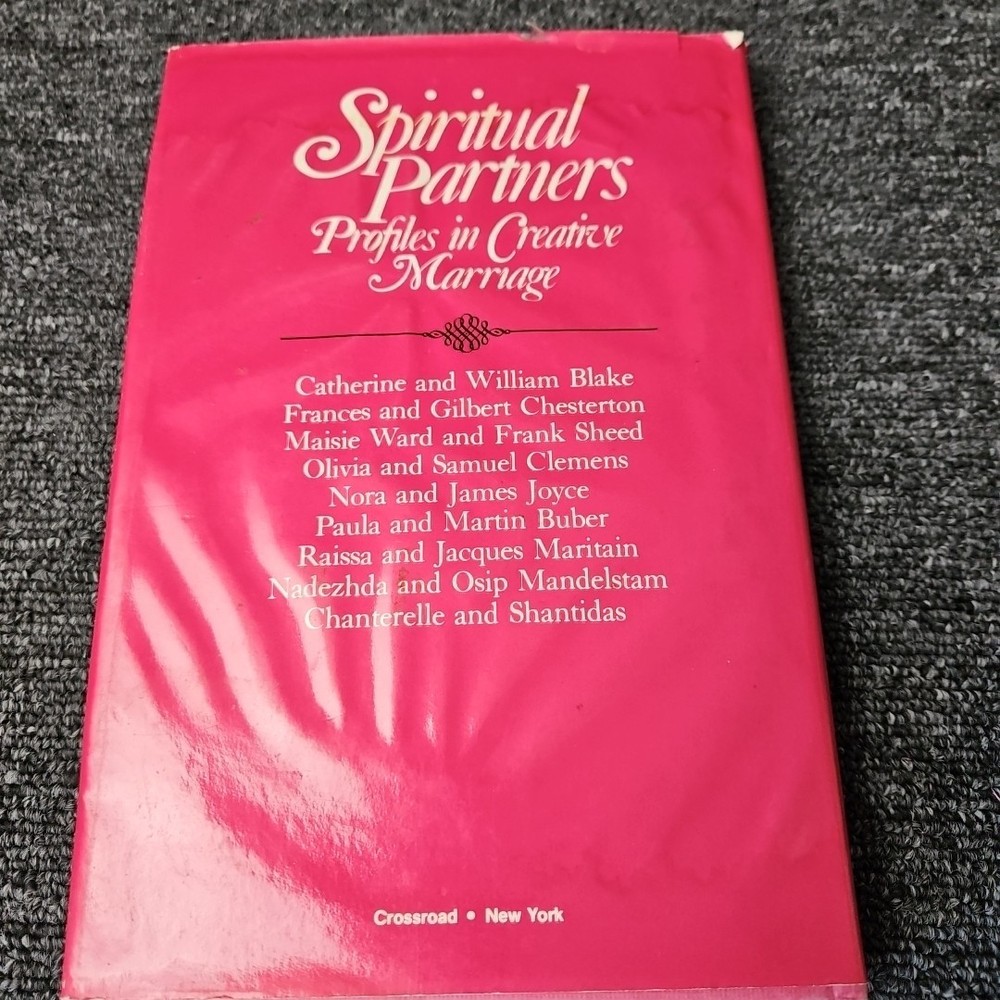 Spiritual
Partners
Profiles in Creative
Marriage
Catherine and William Blake
Frances and Gilbert Chesterton
Maisie Ward and Frank Sheed
Olivia and Samuel Clemens
Nora and James Joyce
Paula and Martin Buber
Raissa and Jacques Maritain
Nadezhda and Osip Mandelstam
Chanterelle and Shantidas
Crossroad • New York